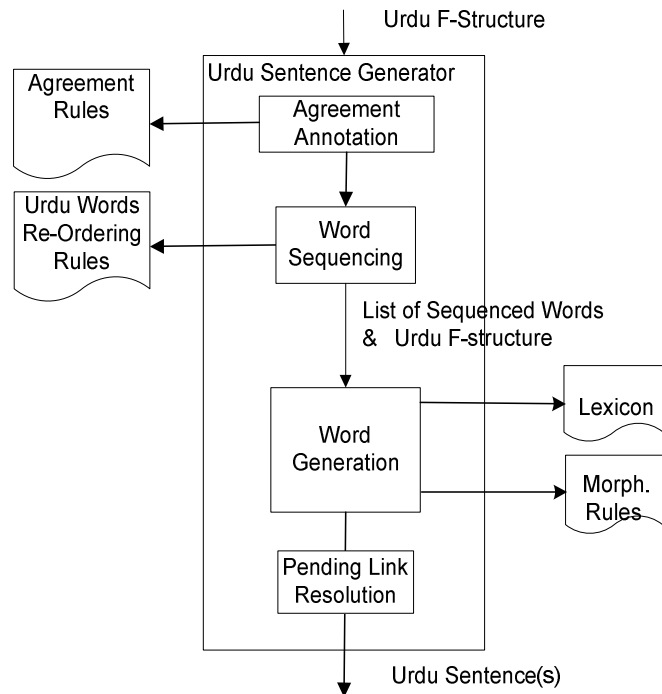 Urdu F-Structure
Urdu Sentence Generator
Agreement
Rules
Agreement
Annotation
Urdu Words
Re-Ordering
Rules
Word
Sequencing
List of Sequenced Words
& Urdu F-structure
Lexicon
Word
Generation
Morph.
Rules
Pending Link
Resolution
Urdu Sentence(s)